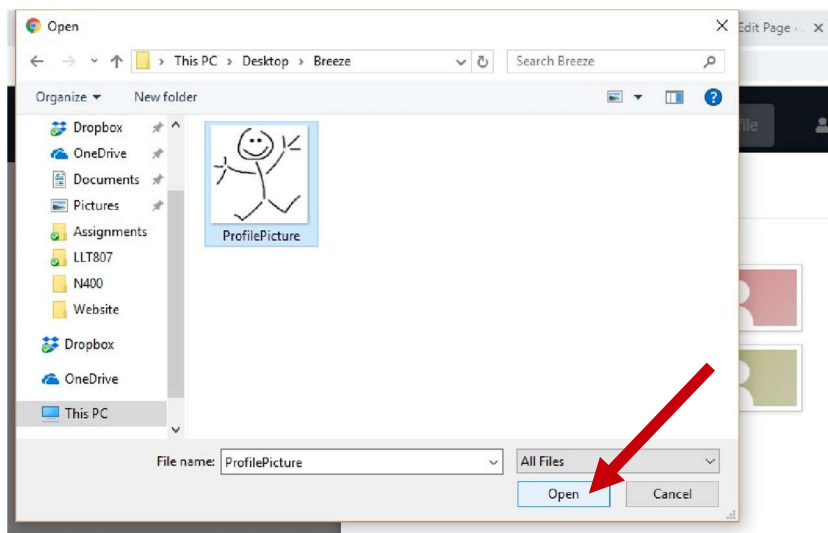 Open
Edit Page -
This PC > Desktop > Breeze
Search Breeze
Organize
New folder
file
Dropbox
OneDrive
Documents
Pictures
Assignments
LLT807
N400
Website
Dropbox
OneDrive
This PC
ProfilePicture
File name: ProfilePicture
All Files
Open
Cancel